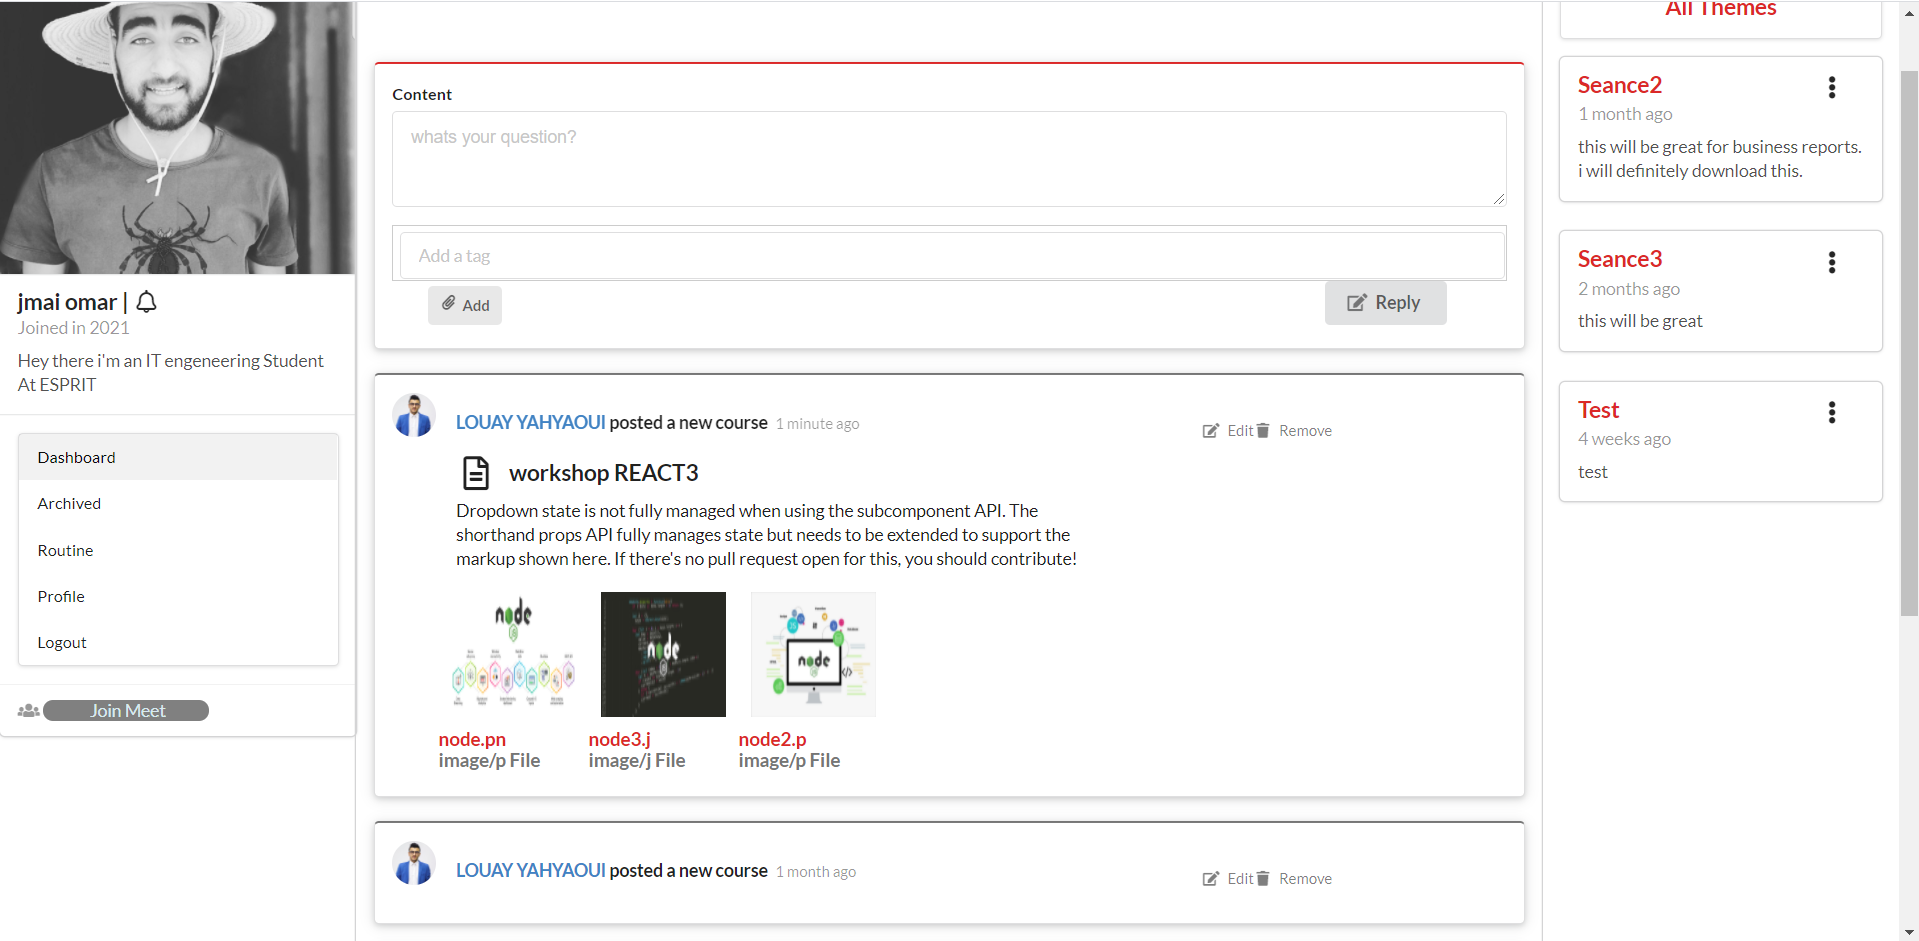 jmai omar |
Joined in 2021
Hey there i'm an IT engeneering Student
At ESPRIT
Dashboard
Archived
Routine
Profile
Logout
Join Meet
Content
whats your question?
Add a tag
Add
Reply
LOUAY YAHYAOUI posted a new course 1 minute ago
Edit Remove
workshop REACT3
Dropdown state is not fully managed when using the subcomponent API. The
shorthand props API fully manages state but needs to be extended to support the
markup shown here. If there's no pull request open for this, you should contribute!
node
node
node
node.pn
image/p File
node3.j
image/j File
node2.p
image/p File
LOUAY YAHYAOUI posted a new course 1 month ago
Edit Remove
All Themes
Seance2
1 month ago
this will be great for business reports.
i will definitely download this.
Seance3
2 months ago
this will be great
Test
4 weeks ago
test